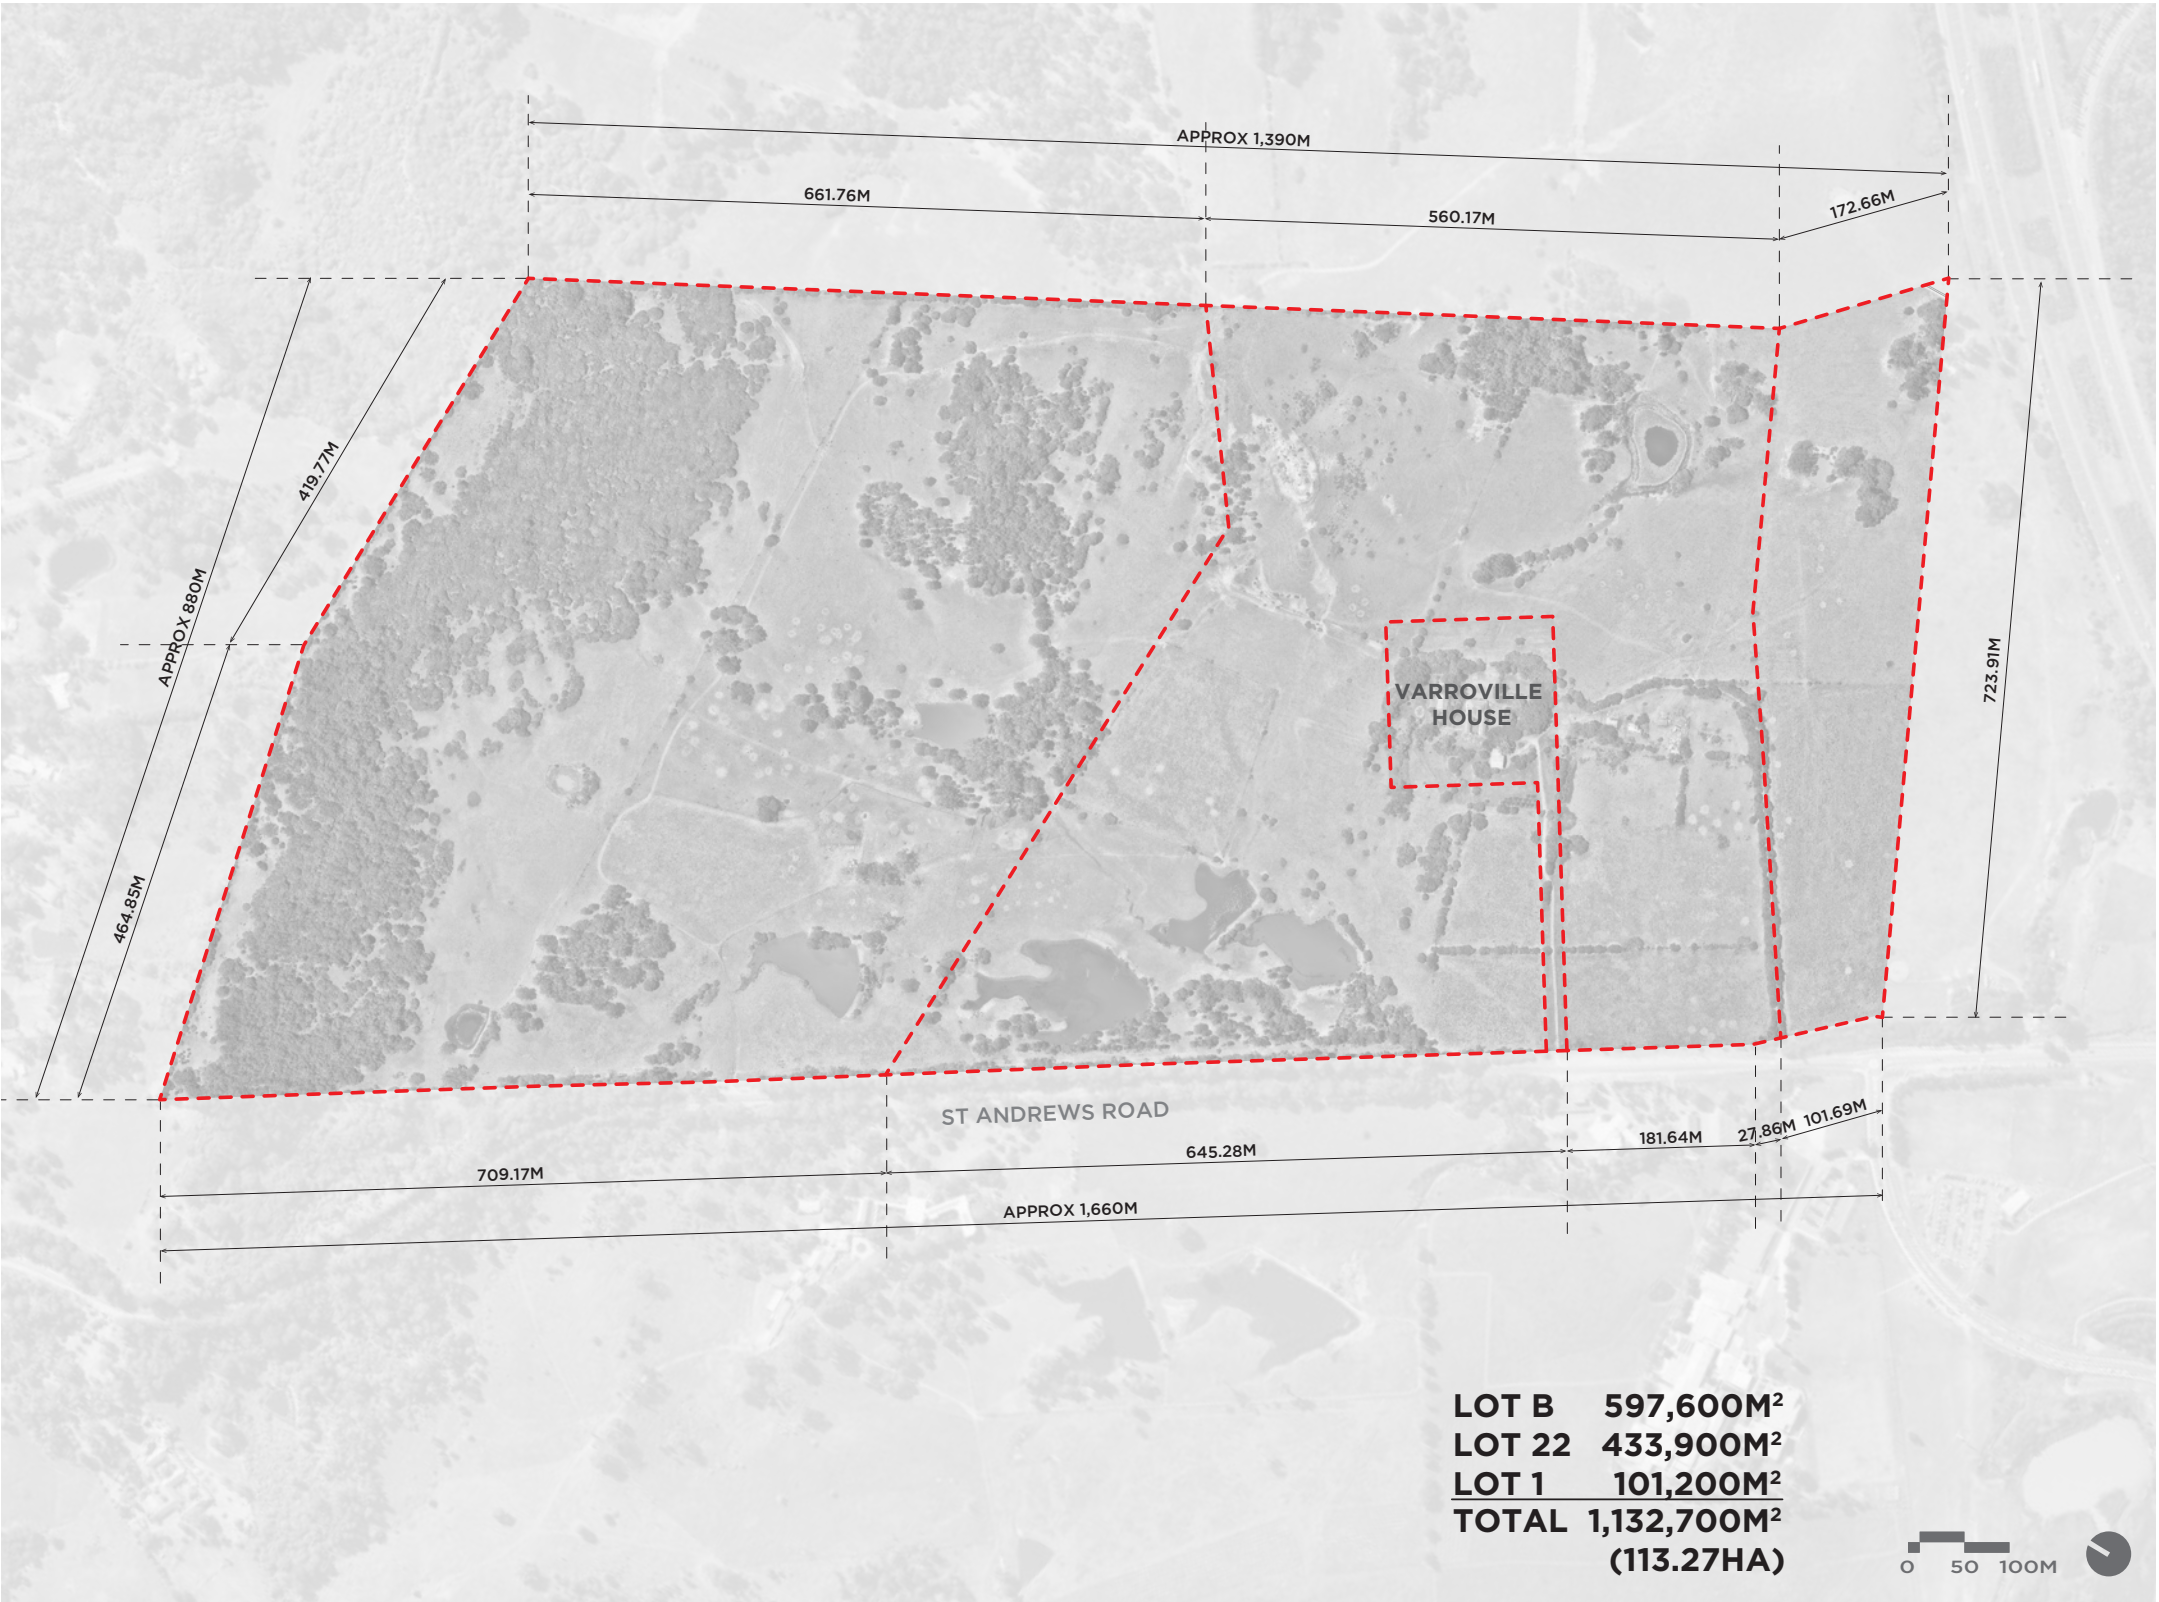 APPROX 1,390M
661.76M
560.17M
172.66M
419.77M
APPROX 880M
464.85M
723.91M
VARROVILLE
HOUSE
ST ANDREWS ROAD
709.17M
645.28M
181.64M
27.86M
101.69M
APPROX 1,660M
LOT B 597,600M²
LOT 22 433,900M²
LOT 1 101,200M²
TOTAL 1,132,700M²
(113.27HA)
0 50 100M